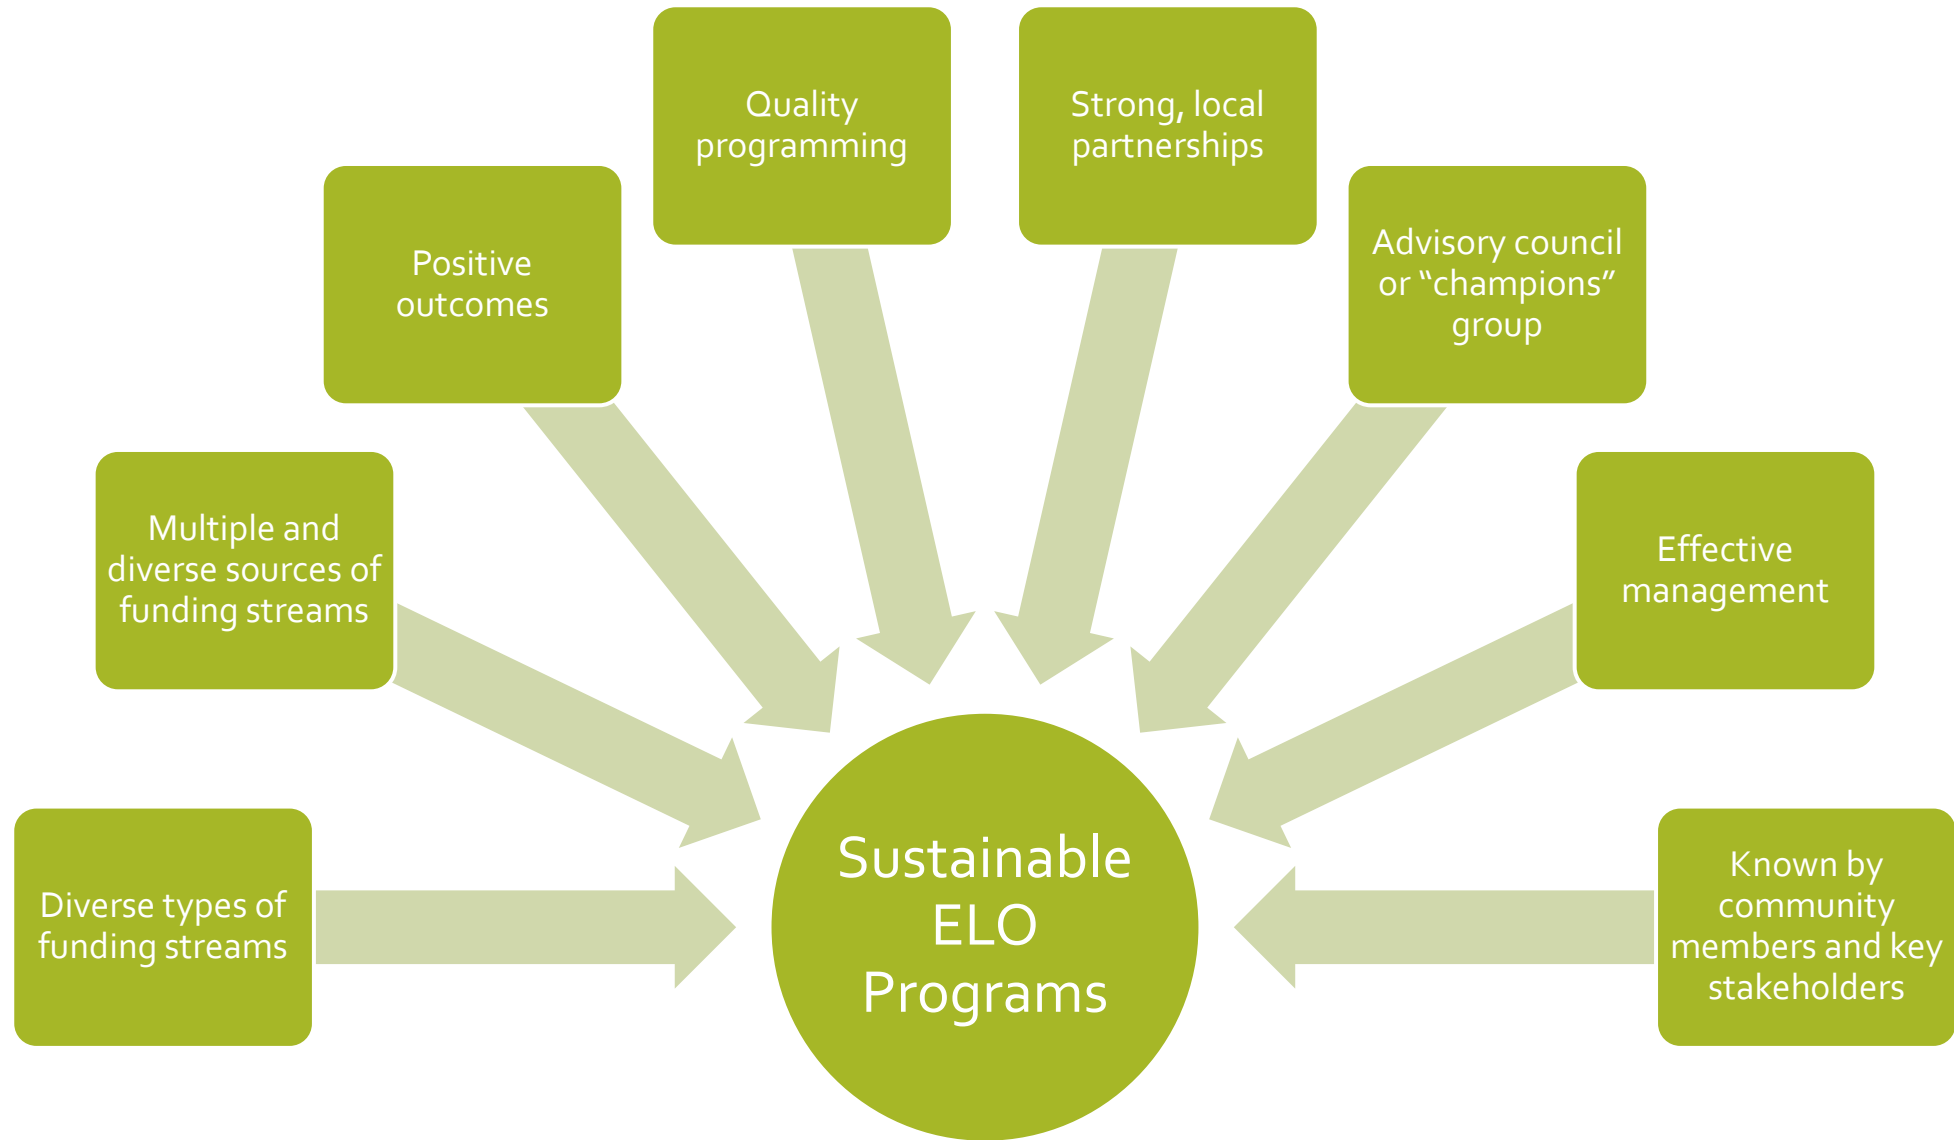 Quality
programming
Strong, local
partnerships
Positive
outcomes
Advisory council
or “champions”
group
Multiple and
diverse sources of
funding streams
Effective
management
Diverse types of
funding streams
Sustainable
ELO
Programs
Known by
community
members and key
stakeholders